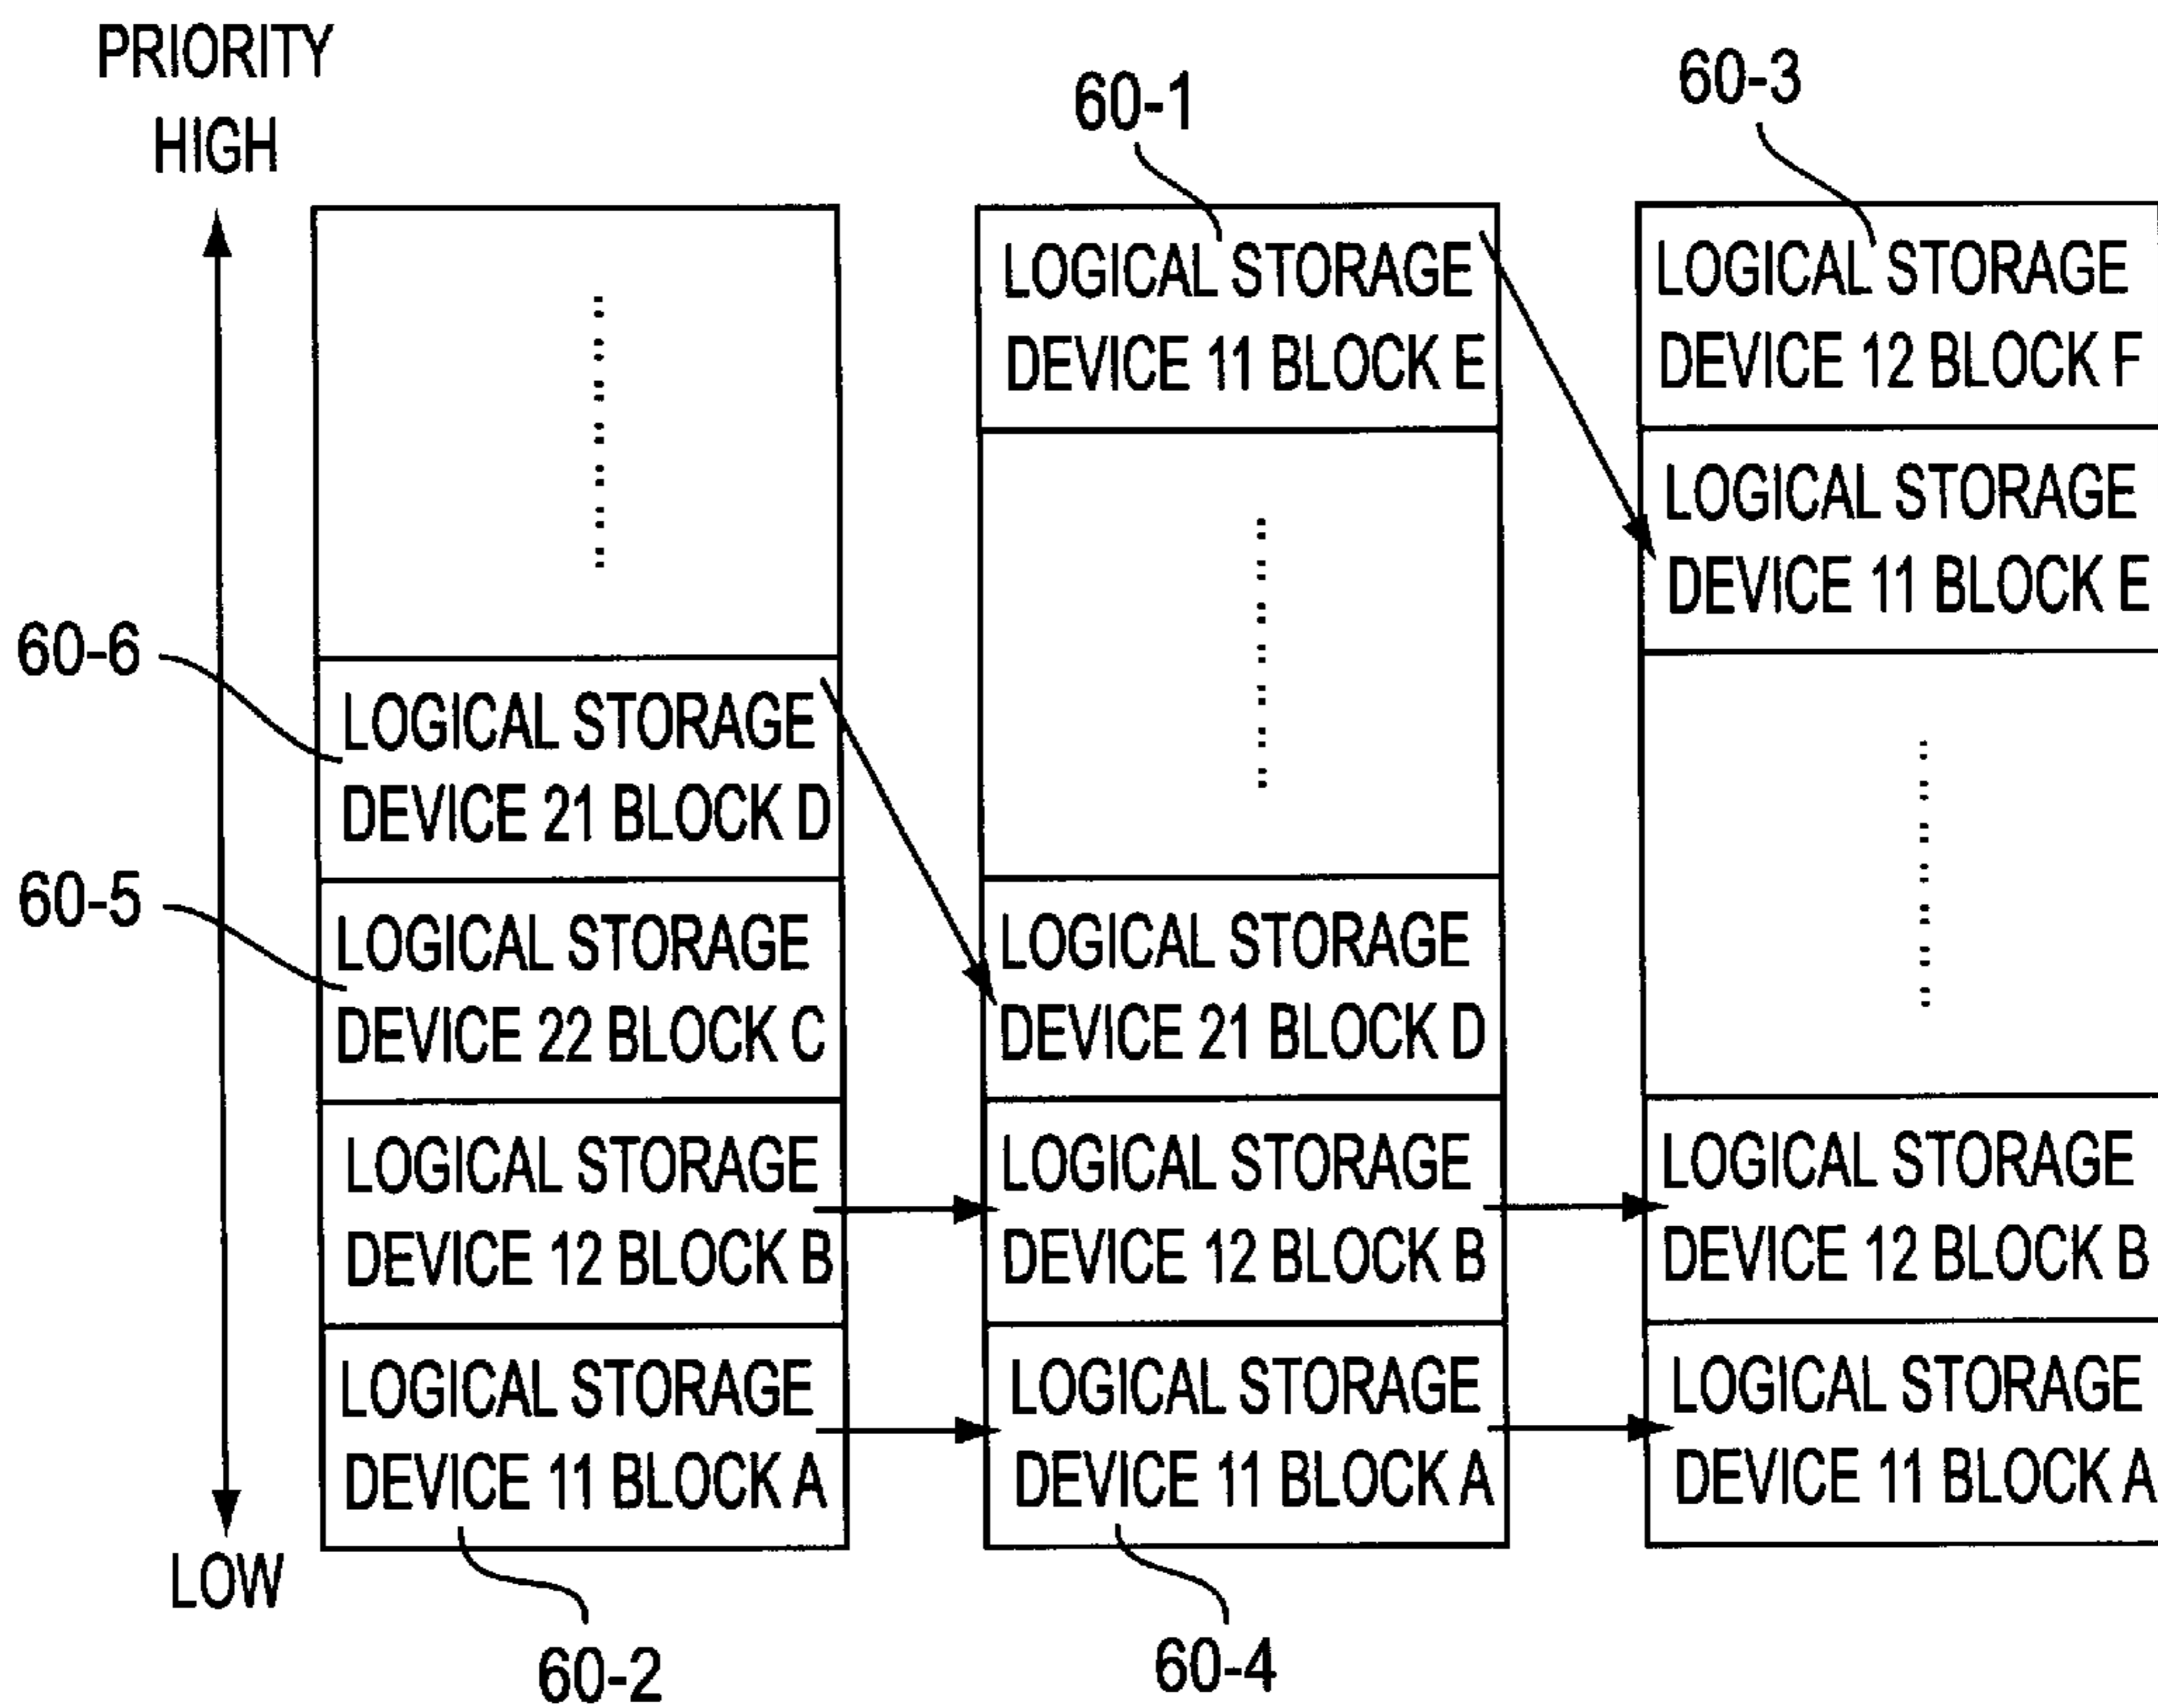 PRIORITY
HIGH
LOW
60-6
60-5
LOGICAL STORAGE
DEVICE 21 BLOCK D
LOGICAL STORAGE
DEVICE 22 BLOCK C
LOGICAL STORAGE
DEVICE 12 BLOCK B
LOGICAL STORAGE
DEVICE 11 BLOCK A
60-2
60-1
LOGICAL STORAGE
DEVICE 11 BLOCK E
LOGICAL STORAGE
DEVICE 21 BLOCK D
LOGICAL STORAGE
DEVICE 12 BLOCK B
LOGICAL STORAGE
DEVICE 11 BLOCK A
60-4
60-3
LOGICAL STORAGE
DEVICE 12 BLOCK F
LOGICAL STORAGE
DEVICE 11 BLOCK E
LOGICAL STORAGE
DEVICE 12 BLOCK B
LOGICAL STORAGE
DEVICE 11 BLOCK A